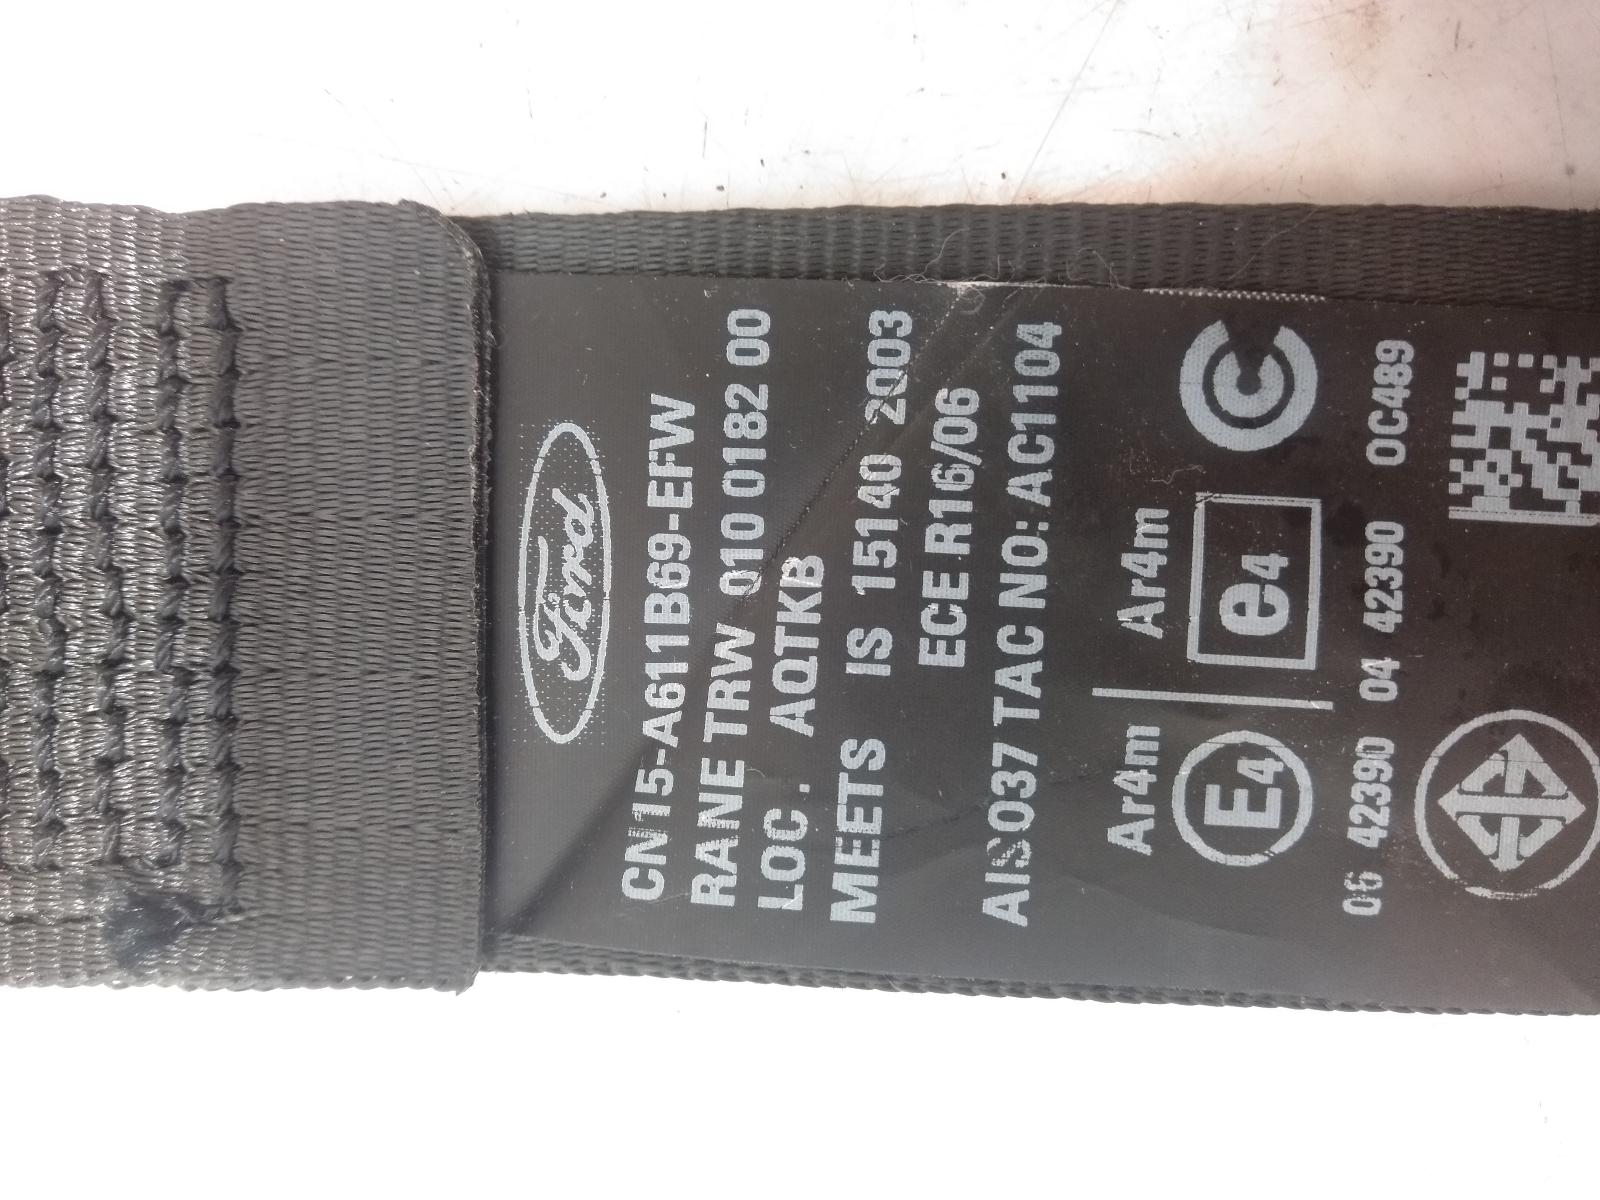 Ford
CN15-A611B69-EFW
RANE TRW 010 0182 00
LOC . AQTKB
MEETS IS 15140 2003
ECE R16/06
AIS037 TAC NO: AC1104
Ar4m Ar4m
E4 e4 C
06 42390 04 42390 0C489